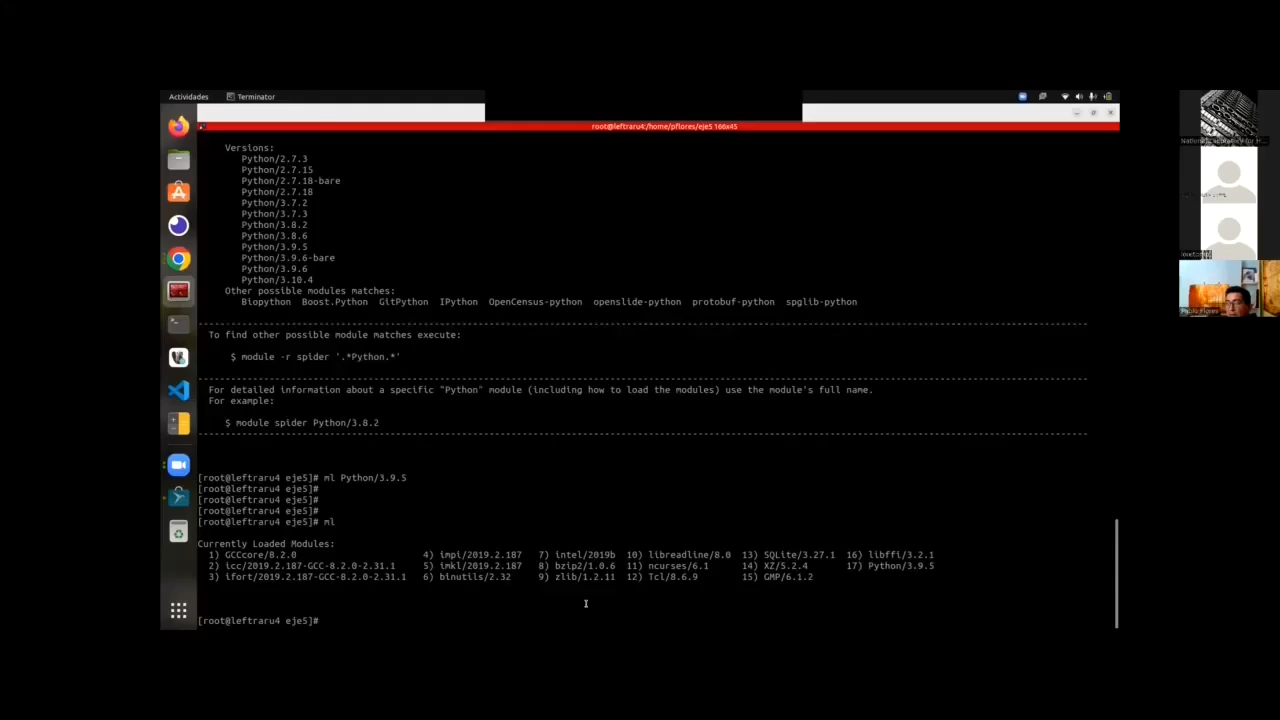 Actividades Terminator
root@leftraru4:/home/pflores/eje5 166x45
Versions:
Python/2.7.3
Python/2.7.15
Python/2.7.18-bare
Python/2.7.18
Python/3.7.2
Python/3.7.3
Python/3.8.2
Python/3.8.6
Python/3.9.5
Python/3.9.6-bare
Python/3.9.6
Python/3.10.4
Other possible modules matches:
Biopython Boost.Python GitPython IPython OpenCensus-python openslide-python protobuf-python spglib-python
To find other possible module matches execute:
$ module -r spider '.*Python.*'
For detailed information about a specific "Python" module (including how to load the modules) use the module's full name.
For example:
$ module spider Python/3.8.2
[root@leftraru4 eje5]# ml Python/3.9.5
[root@leftraru4 eje5]#
[root@leftraru4 eje5]#
[root@leftraru4 eje5]#
[root@leftraru4 eje5]# ml
Currently Loaded Modules:
1) GCCcore/8.2.0 4) impi/2019.2.187 7) intel/2019b 10) libreadline/8.0 13) SQLite/3.27.1 16) libffi/3.2.1
2) icc/2019.2.187-GCC-8.2.0-2.31.1 5) imkl/2019.2.187 8) bzip2/1.0.6 11) ncurses/6.1 14) XZ/5.2.4 17) Python/3.9.5
3) ifort/2019.2.187-GCC-8.2.0-2.31.1 6) binutils/2.32 9) zlib/1.2.11 12) Tcl/8.6.9 15) GMP/6.1.2
[root@leftraru4 eje5]#
Pablo Flores